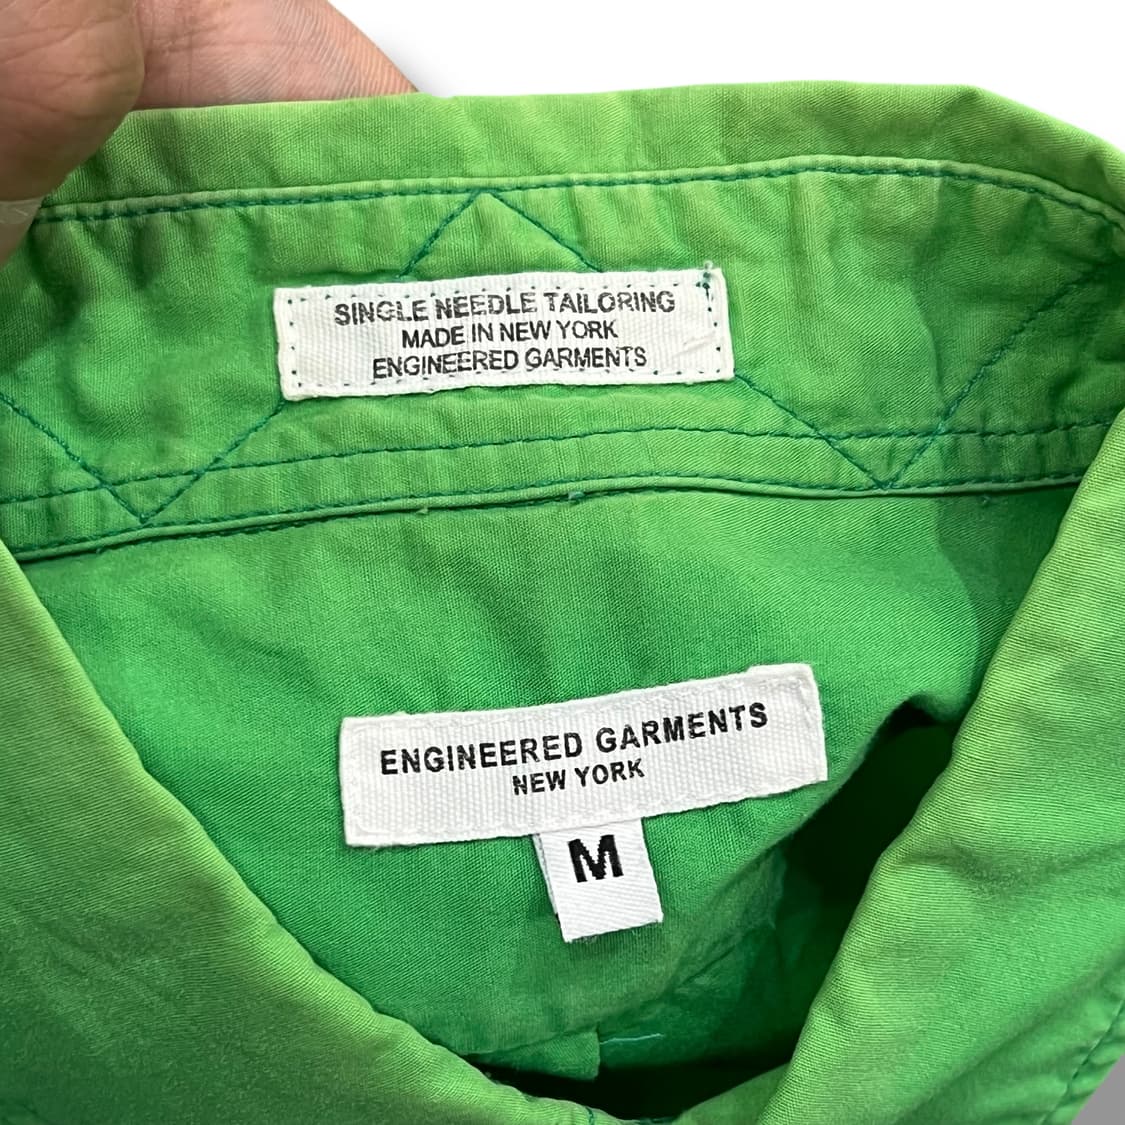 SINGLE NEEDLE TAILORING
MADE IN NEW YORK
ENGINEERED GARMENTS
ENGINEERED GARMENTS
NEW YORK
M